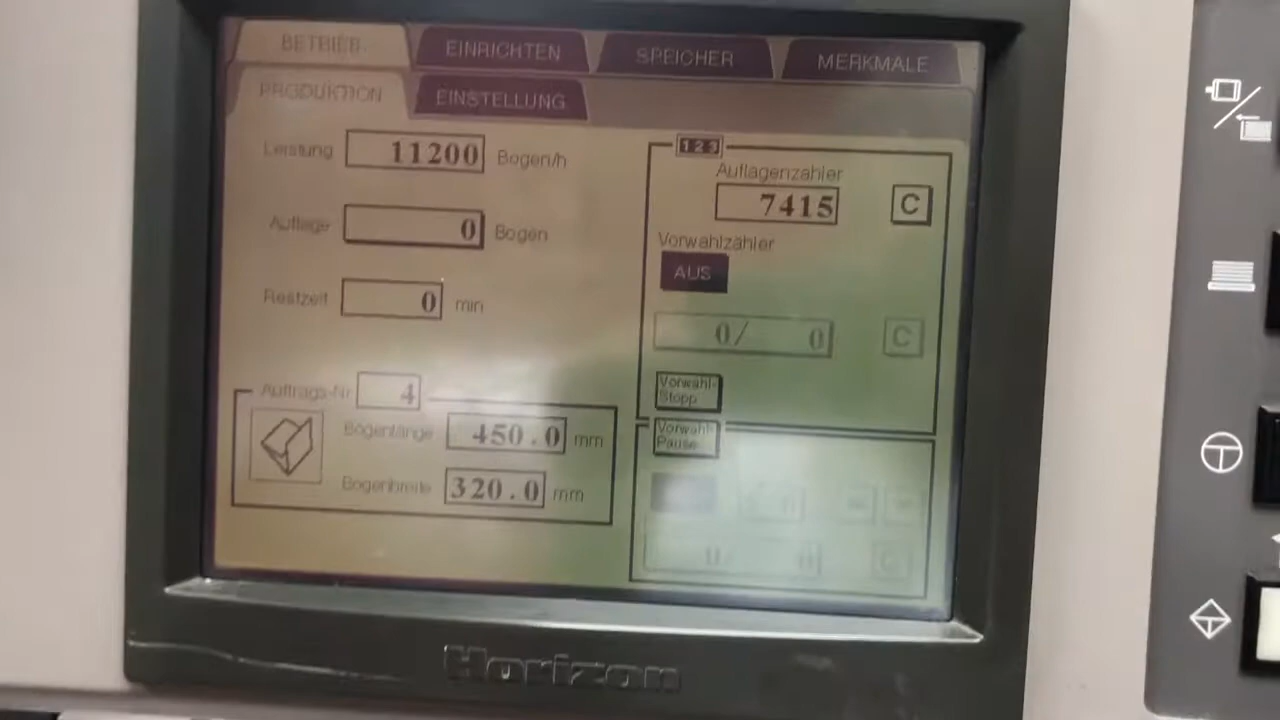 BETRIEB EINRICHTEN SPEICHER MERKMALE
PRODUKTION EINSTELLUNG
Leistung 11200 Bogen/h
Auflage 0 Bogen
Restzeit 0 min
Auftrags-Nr 4
Bogenlänge 450.0 mm
Bogenbreite 320.0 mm
123
Auflagenzähler
7415 C
Vorwahlzähler
AUS
0/ 0 C
Vorwahl-
Stopp
Vorwahl-
Pause
Horizon